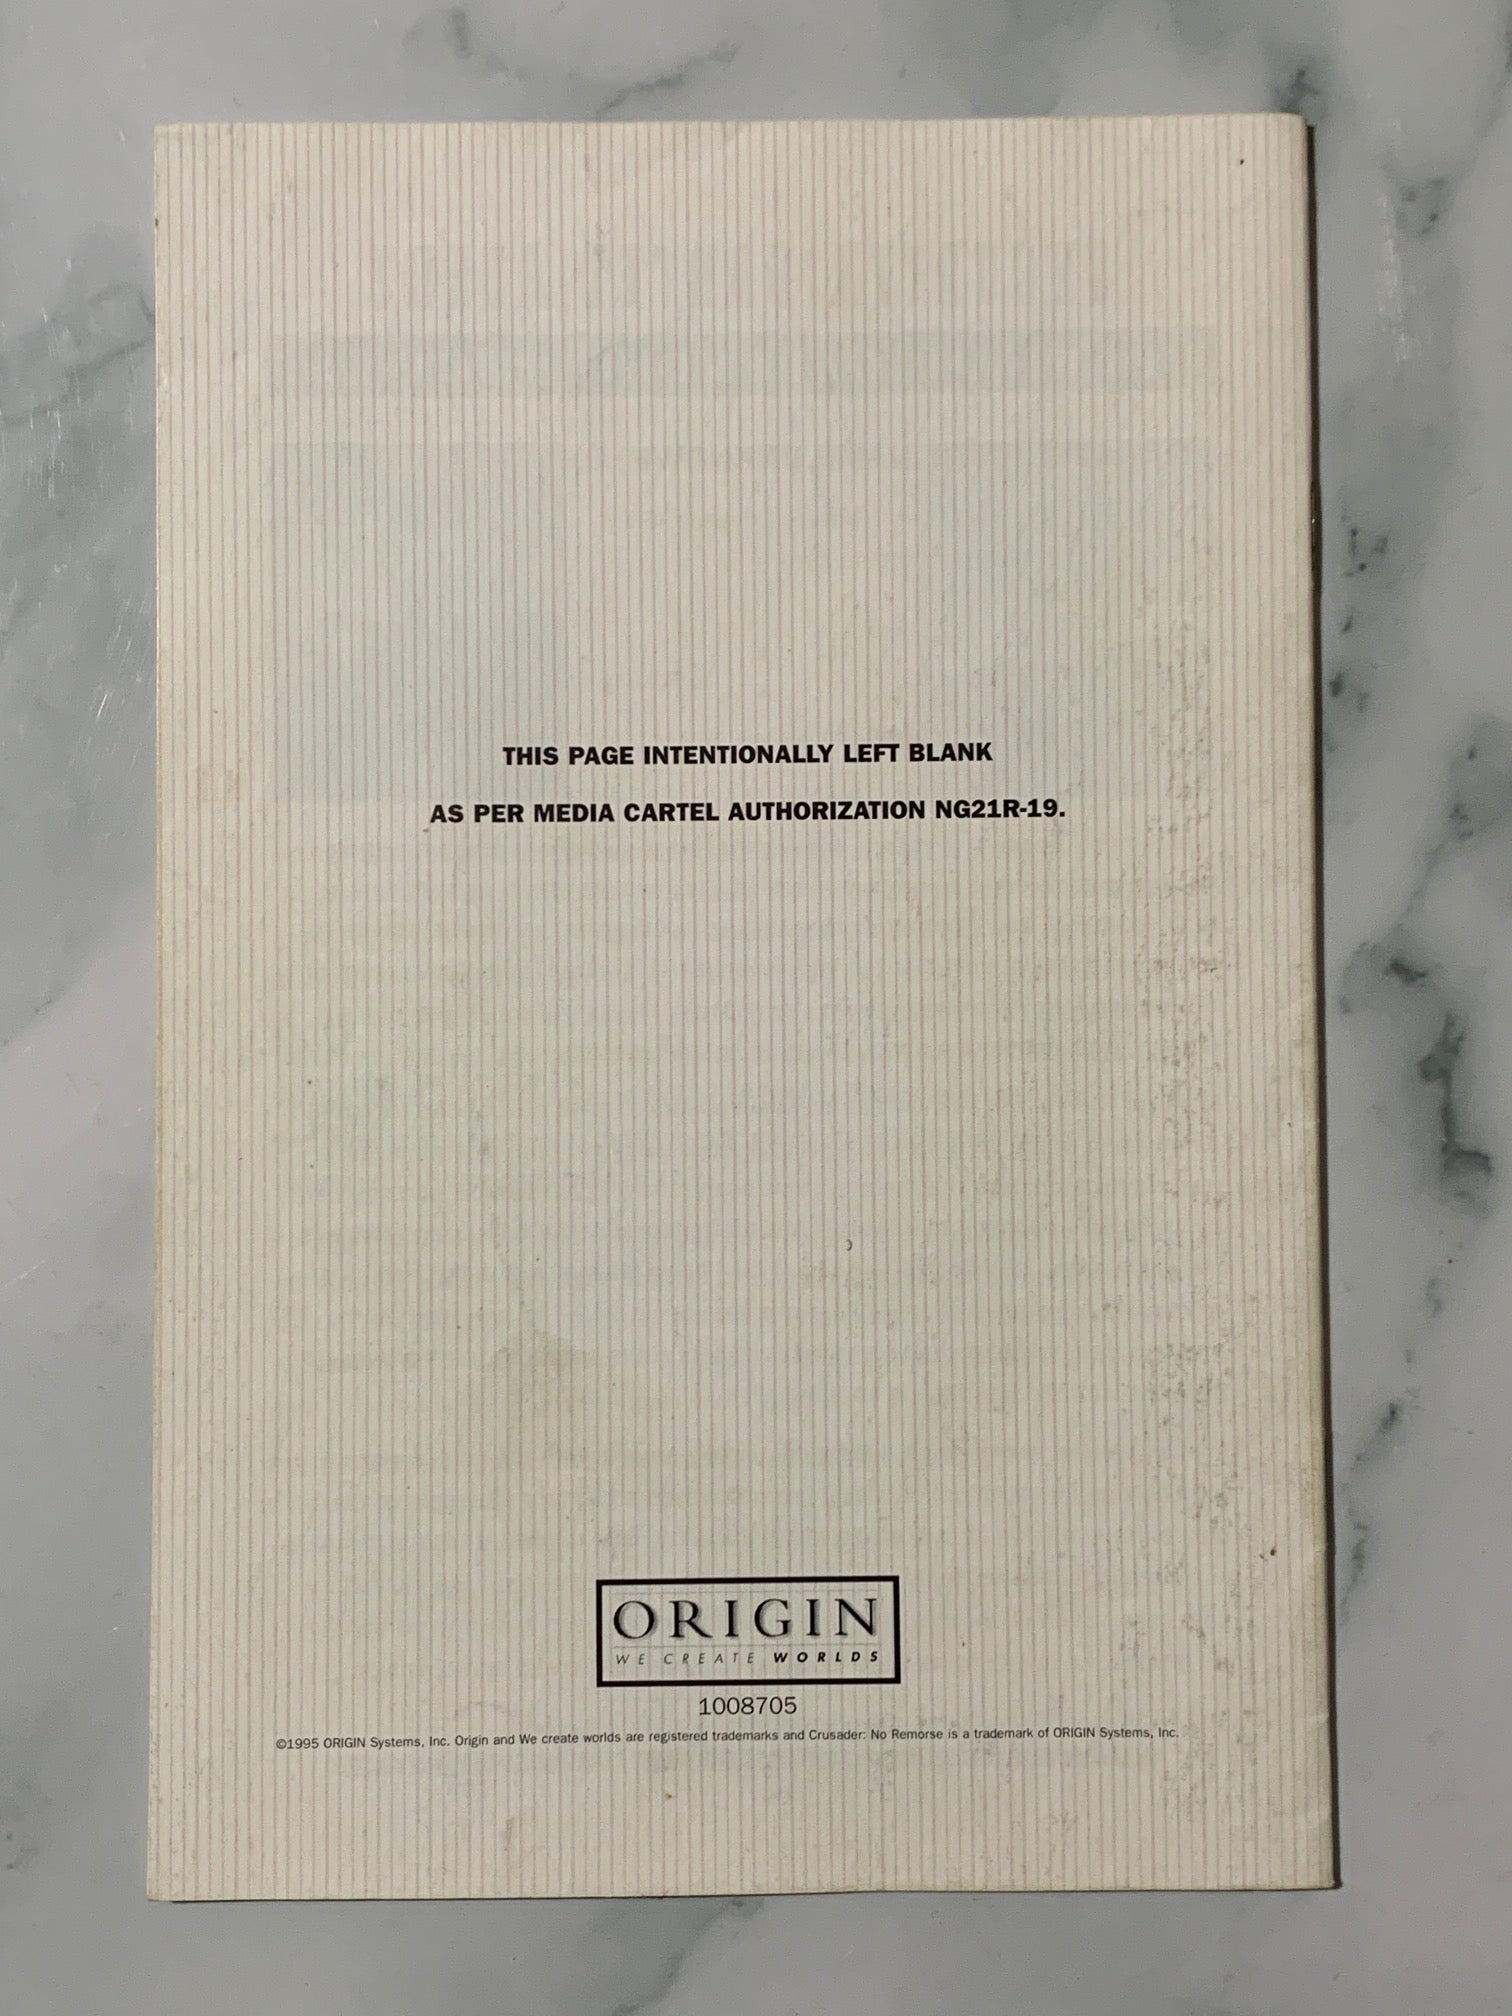 THIS PAGE INTENTIONALLY LEFT BLANK
AS PER MEDIA CARTEL AUTHORIZATION NG21R-19.
ORIGIN
WE CREATE WORLDS
1008705
©1995 ORIGIN Systems, Inc. Origin and We create worlds are registered trademarks and Crusader: No Remorse is a trademark of ORIGIN Systems, Inc.